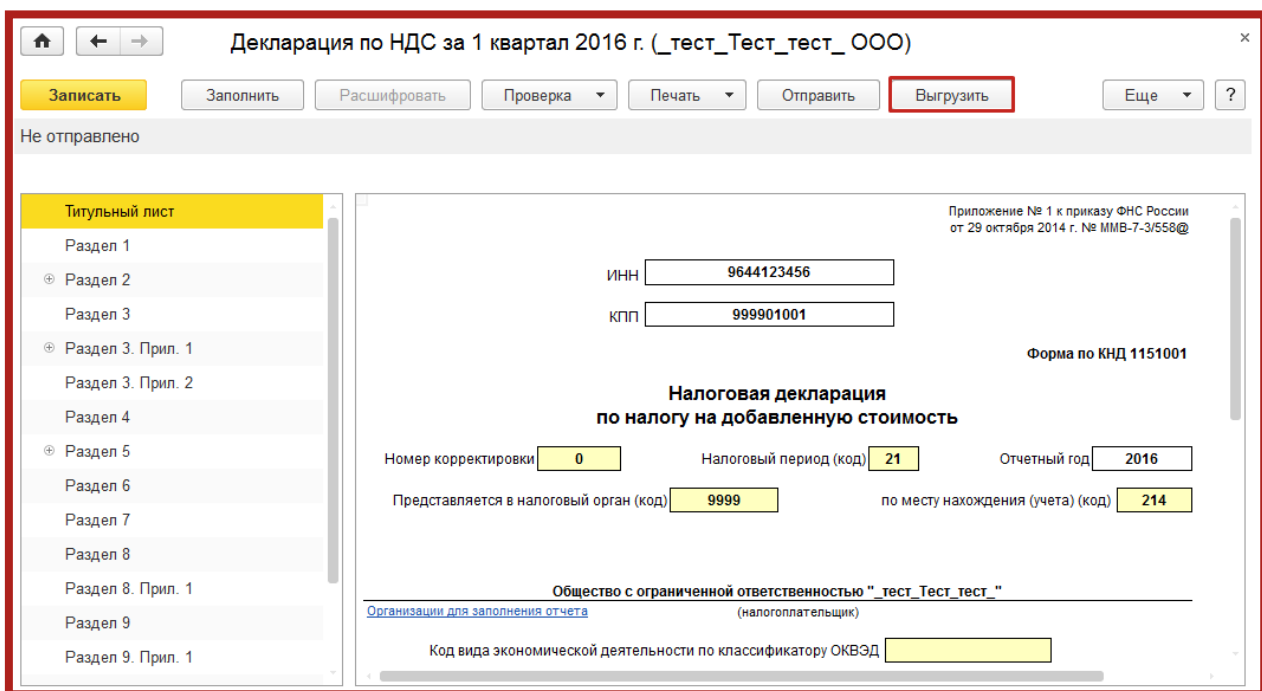 Декларация по НДС за 1 квартал 2016 г. (_тест_Тест_тест_ ООО)
Записать Заполнить Расшифровать Проверка Печать Отправить Выгрузить Еще ?
Не отправлено
Титульный лист
Раздел 1
Раздел 2
Раздел 3
Раздел 3. Прил. 1
Раздел 3. Прил. 2
Раздел 4
Раздел 5
Раздел 6
Раздел 7
Раздел 8
Раздел 8. Прил. 1
Раздел 9
Раздел 9. Прил. 1
Приложение № 1 к приказу ФНС России
от 29 октября 2014 г. № ММВ-7-3/558@
ИНН 9644123456
КПП 999901001
Форма по КНД 1151001
Налоговая декларация
по налогу на добавленную стоимость
Номер корректировки 0 Налоговый период (код) 21 Отчетный год 2016
Представляется в налоговый орган (код) 9999 по месту нахождения (учета) (код) 214
Общество с ограниченной ответственностью "_тест_Тест_тест_"
Организации для заполнения отчета (налогоплательщик)
Код вида экономической деятельности по классификатору ОКВЭД